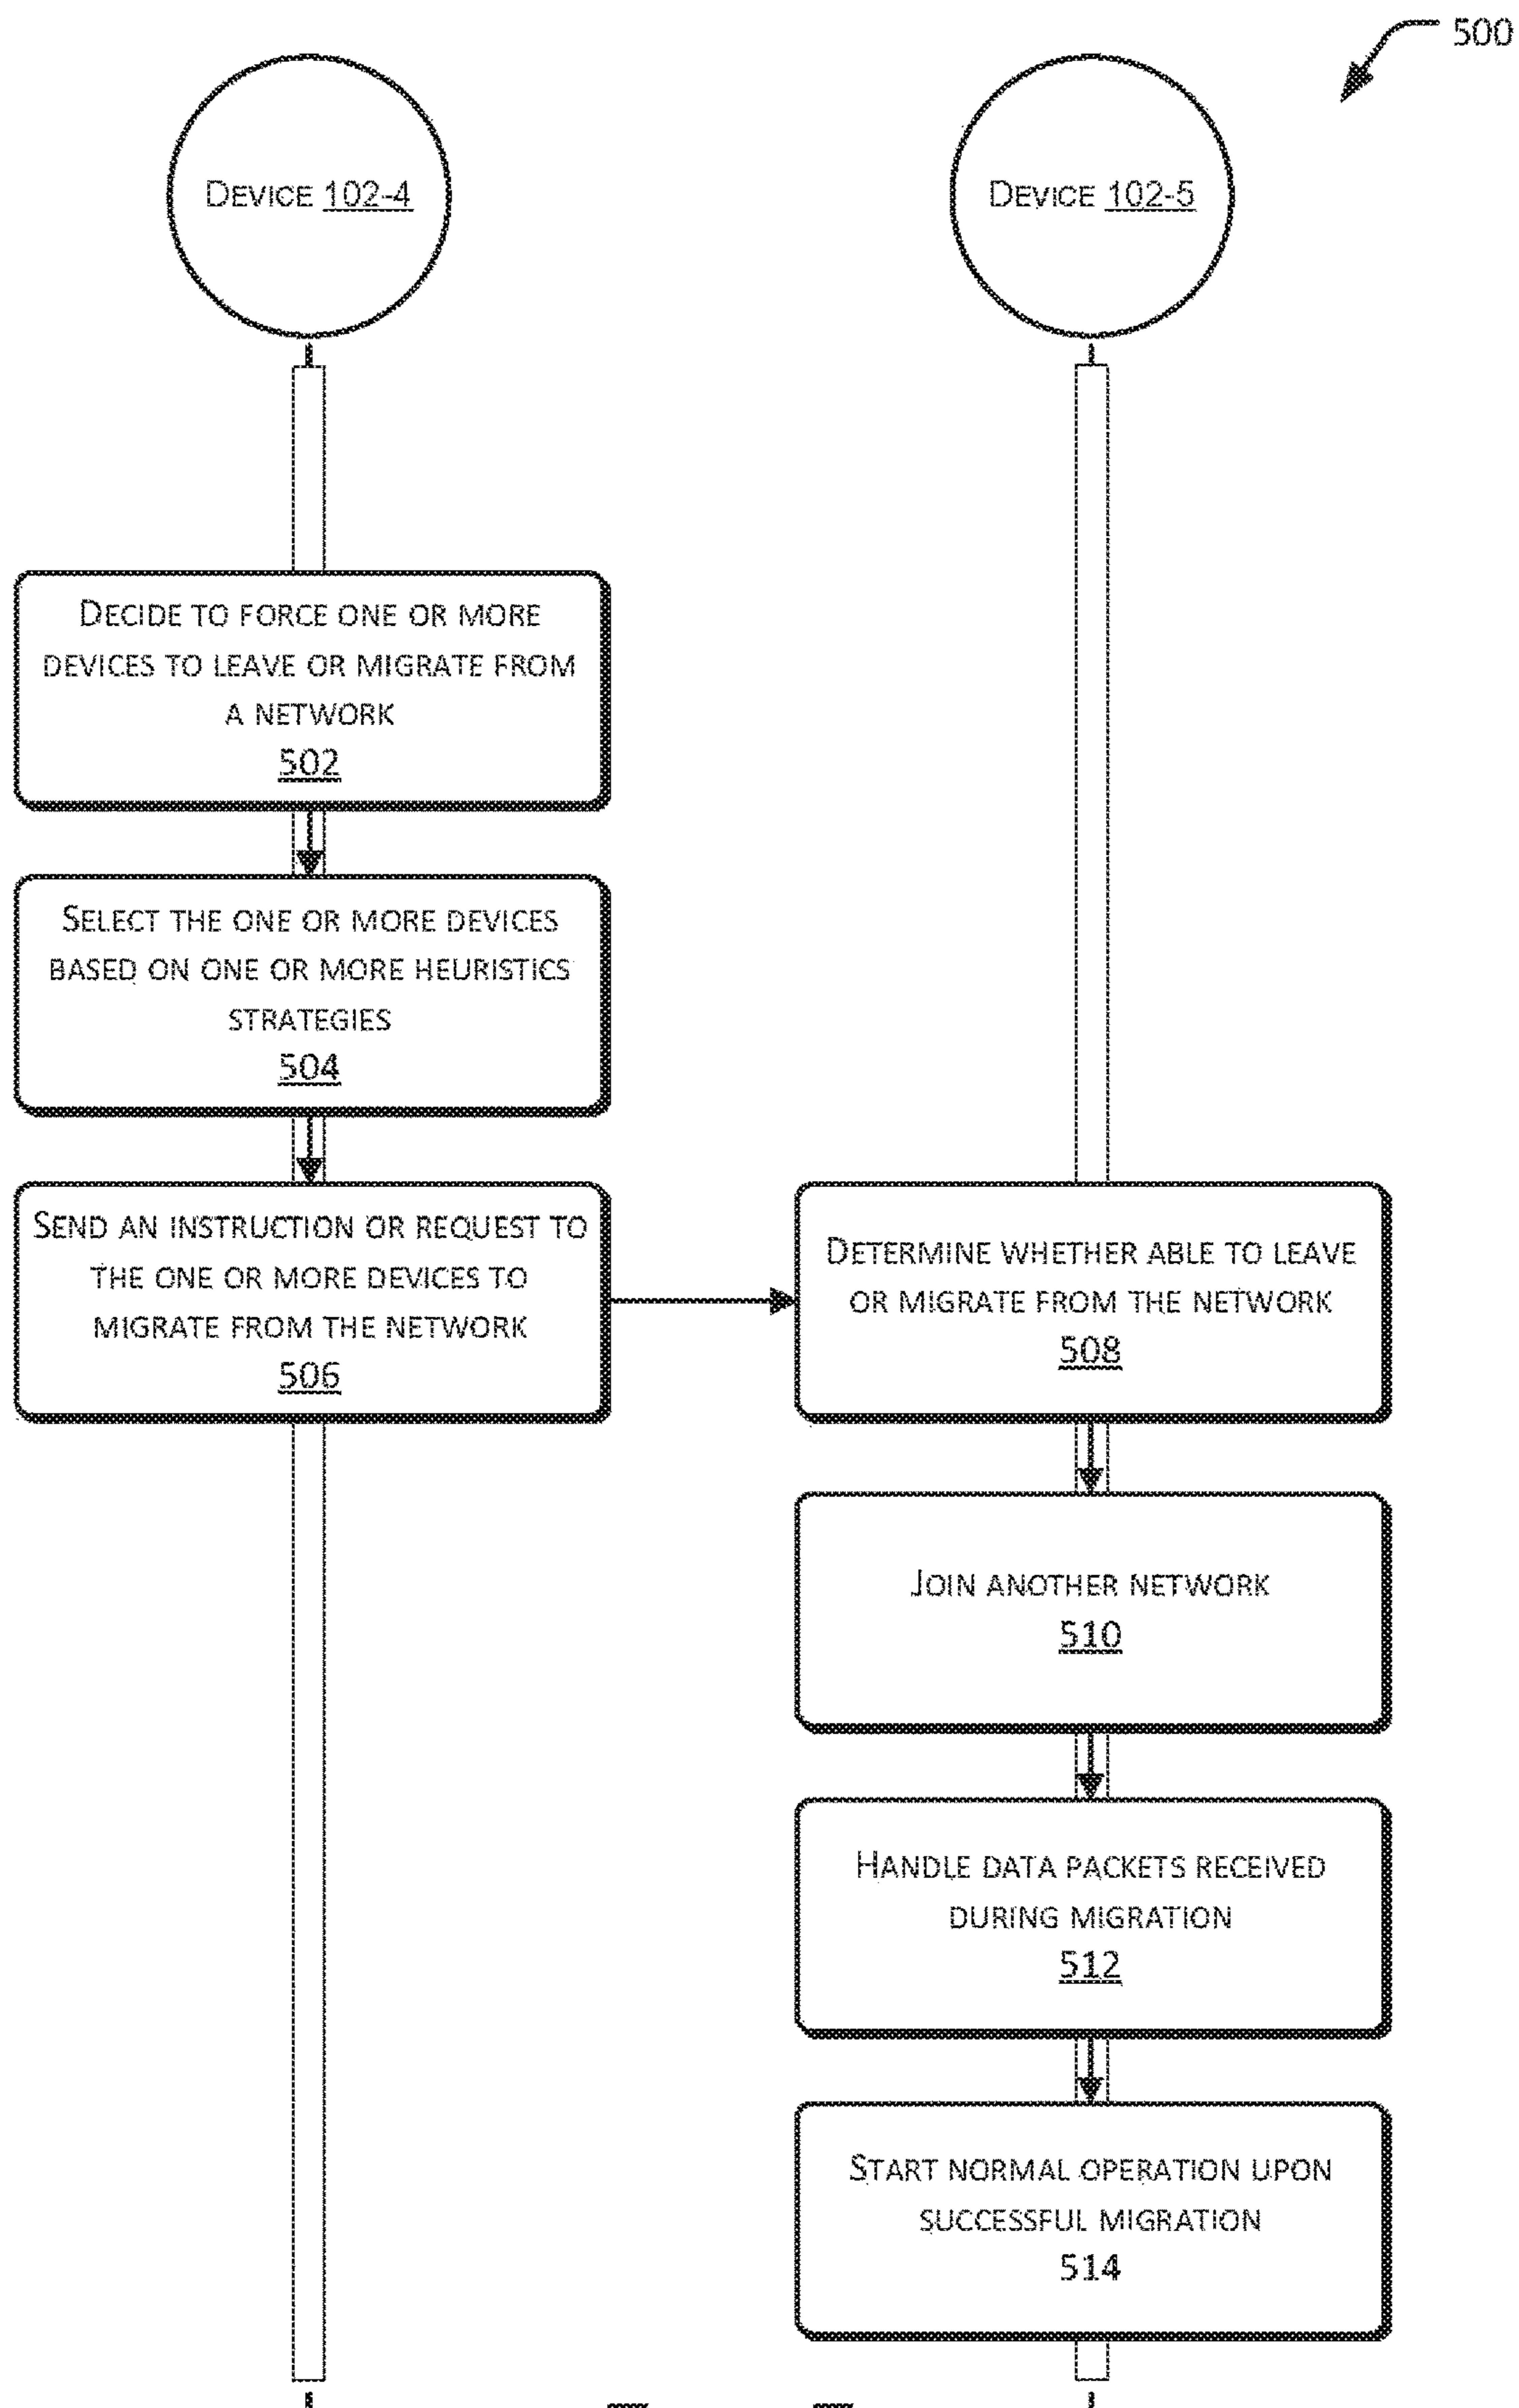 500
DEVICE 102-4
DEVICE 102-5
DECIDE TO FORCE ONE OR MORE
DEVICES TO LEAVE OR MIGRATE FROM
A NETWORK
502
SELECT THE ONE OR MORE DEVICES
BASED ON ONE OR MORE HEURISTICS
STRATEGIES
504
SEND AN INSTRUCTION OR REQUEST TO
THE ONE OR MORE DEVICES TO
MIGRATE FROM THE NETWORK
506
DETERMINE WHETHER ABLE TO LEAVE
OR MIGRATE FROM THE NETWORK
508
JOIN ANOTHER NETWORK
510
HANDLE DATA PACKETS RECEIVED
DURING MIGRATION
512
START NORMAL OPERATION UPON
SUCCESSFUL MIGRATION
514